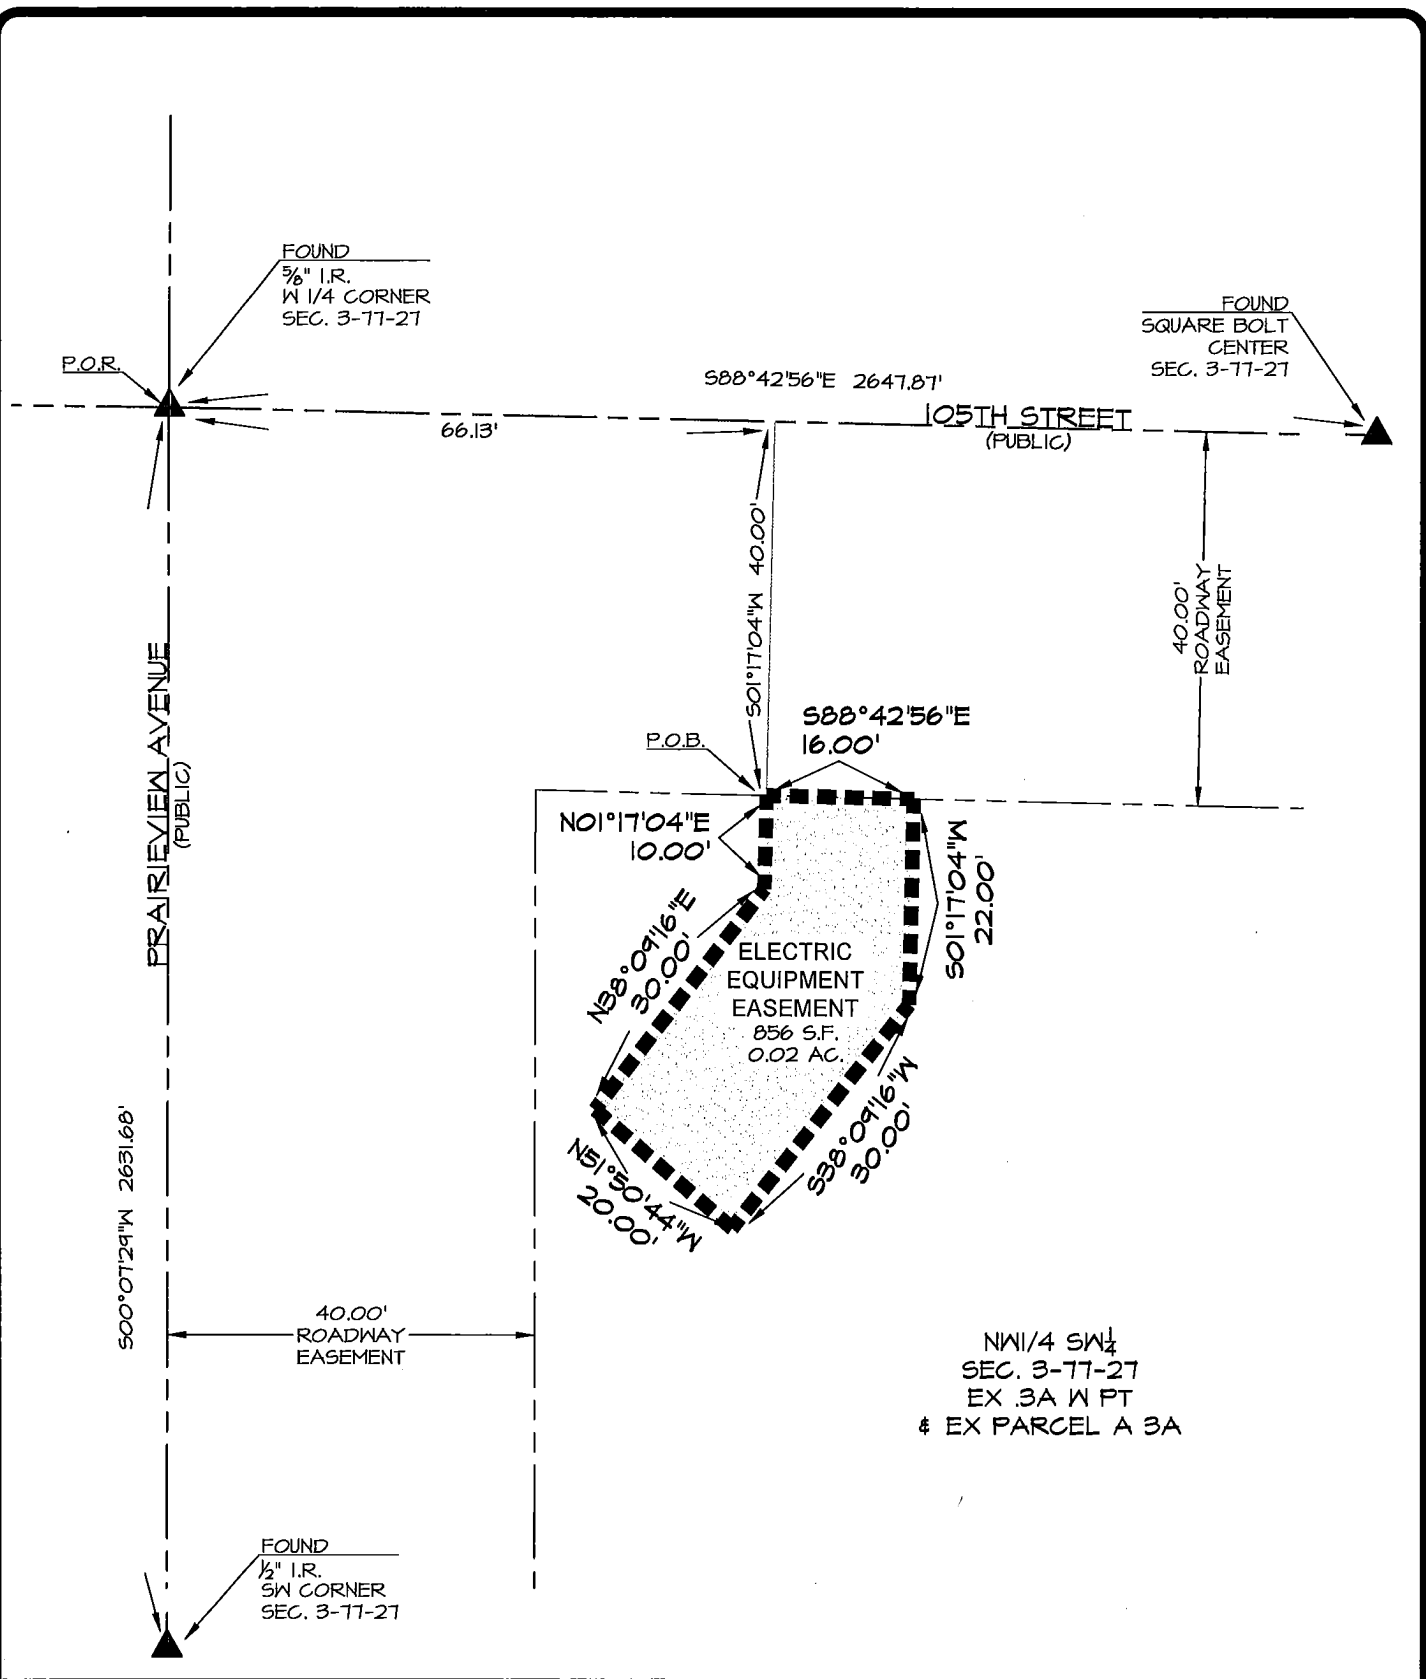 FOUND
5/8" I.R.
W 1/4 CORNER
SEC. 3-77-27
FOUND
SQUARE BOLT
CENTER
SEC. 3-77-27
P.O.R.
S88°42'56"E 2647.87'
105TH STREET
(PUBLIC)
66.13'
S01°17'04"W 40.00'
40.00'
ROADWAY
EASEMENT
PRAIRIEVIEW AVENUE
(PUBLIC)
S88°42'56"E
16.00'
P.O.B.
N01°17'04"E
10.00'
S01°17'04"W
22.00'
N38°09'16"E
30.00'
ELECTRIC
EQUIPMENT
EASEMENT
856 S.F.
0.02 AC.
S38°09'16"W
30.00'
N51°50'44"W
20.00'
S00°07'29"W 2631.68'
40.00'
ROADWAY
EASEMENT
NW1/4 SW1/4
SEC. 3-77-27
EX .3A W PT
& EX PARCEL A 3A
FOUND
1/2" I.R.
SW CORNER
SEC. 3-77-27